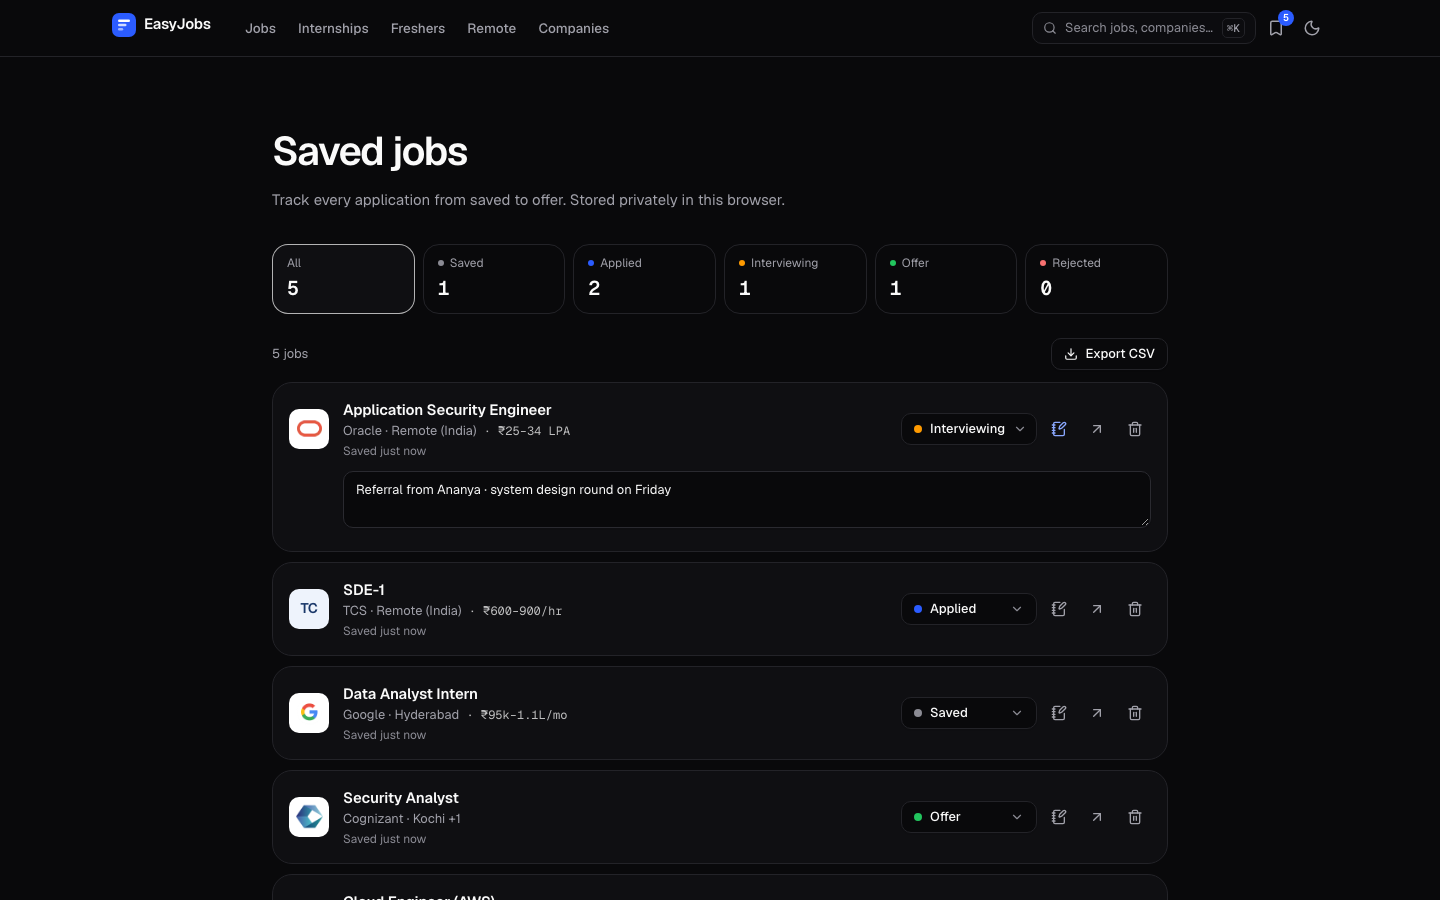 EasyJobs
Jobs Internships Freshers Remote Companies
Search jobs, companies... ⌘K
5
Saved jobs
Track every application from saved to offer. Stored privately in this browser.
All
5
Saved
1
Applied
2
Interviewing
1
Offer
1
Rejected
0
5 jobs
Export CSV
Application Security Engineer
Oracle · Remote (India) · ₹25–34 LPA
Saved just now
Interviewing
Referral from Ananya · system design round on Friday
TC
SDE-1
TCS · Remote (India) · ₹600–900/hr
Saved just now
Applied
G
Data Analyst Intern
Google · Hyderabad · ₹95k–1.1L/mo
Saved just now
Saved
Security Analyst
Cognizant · Kochi +1
Saved just now
Offer
Cloud Engineer (AWS)